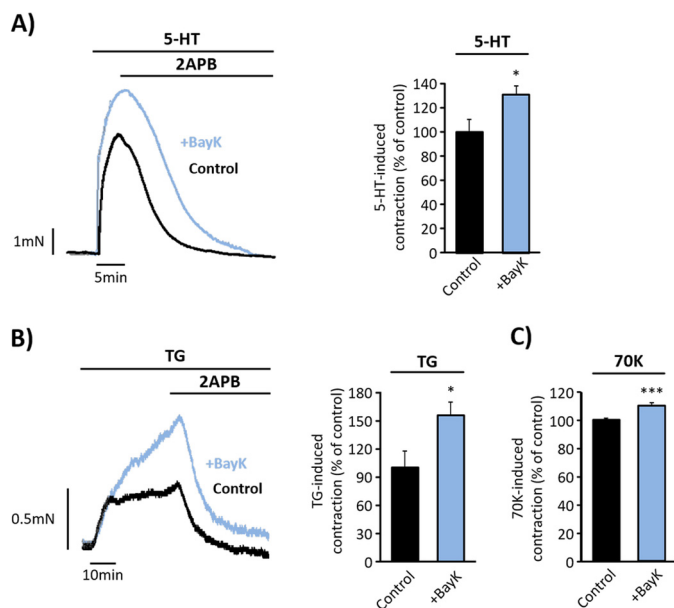 A)
5-HT
2APB
+BayK
Control
1mN
5min
5-HT
5-HT-induced
contraction (% of control)
140
120
100
80
60
40
20
0
*
Control
+BayK
B)
TG
2APB
+BayK
Control
0.5mN
10min
TG
TG-induced
contraction (% of control)
180
150
120
90
60
30
0
*
Control
+BayK
C)
70K
70K-induced
contraction (% of control)
120
100
80
60
40
20
0
***
Control
+BayK